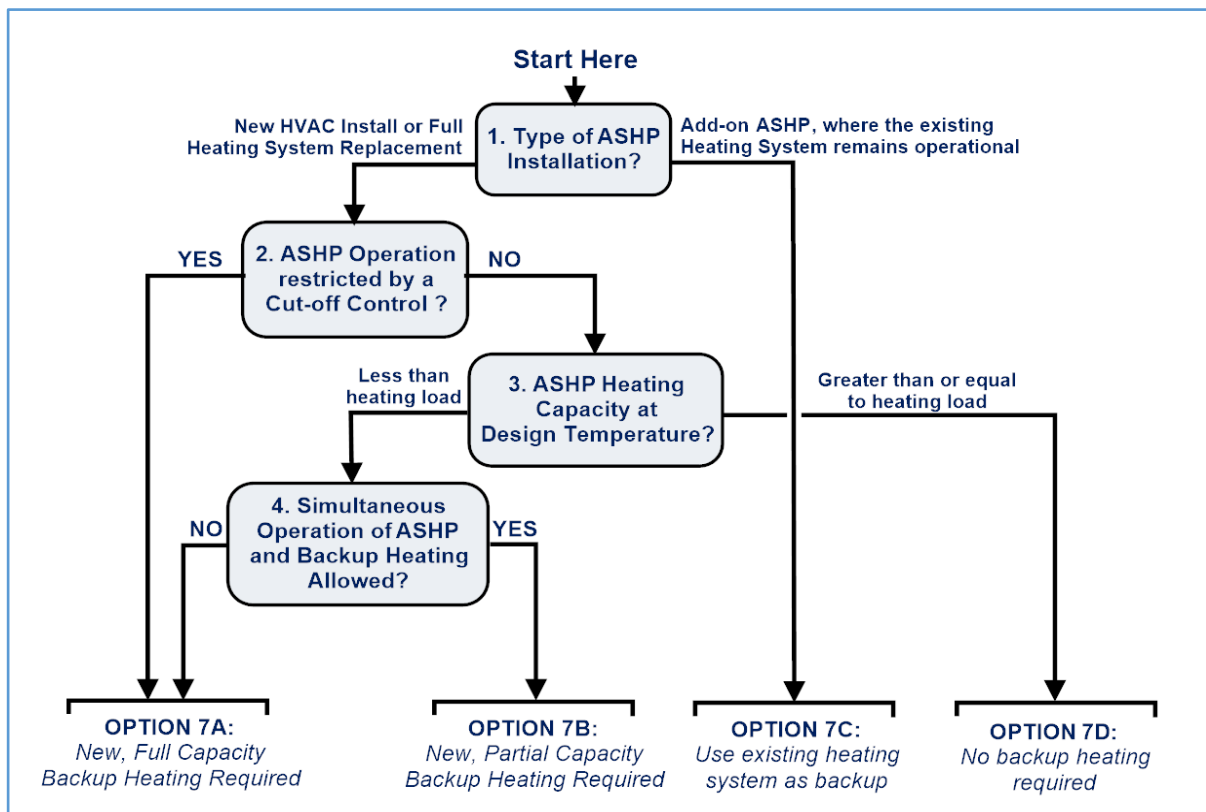 Start Here
New HVAC Install or Full
Heating System Replacement
1. Type of ASHP
Installation?
Add-on ASHP, where the existing
Heating System remains operational
YES
2. ASHP Operation
restricted by a
Cut-off Control ?
NO
Less than
heating load
3. ASHP Heating
Capacity at
Design Temperature?
Greater than or equal
to heating load
NO
4. Simultaneous
Operation of ASHP
and Backup Heating
Allowed?
YES
OPTION 7A:
New, Full Capacity
Backup Heating Required
OPTION 7B:
New, Partial Capacity
Backup Heating Required
OPTION 7C:
Use existing heating
system as backup
OPTION 7D:
No backup heating
required